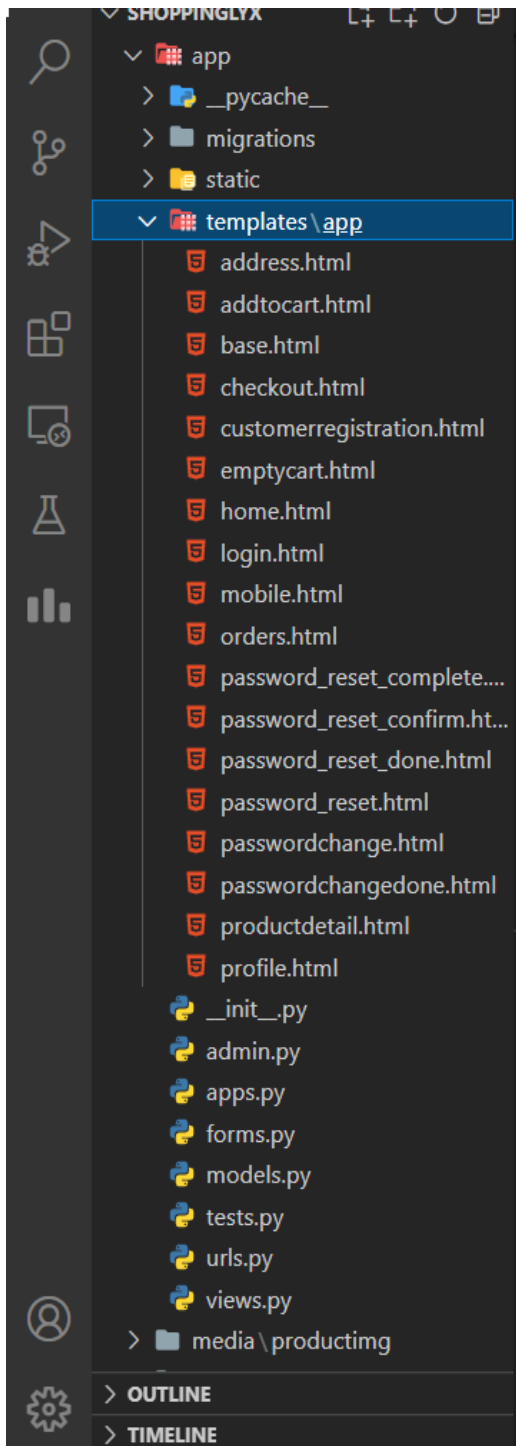 SHOPPINGLYX
app
__pycache__
migrations
static
templates\app
address.html
addtocart.html
base.html
checkout.html
customerregistration.html
emptycart.html
home.html
login.html
mobile.html
orders.html
password_reset_complete....
password_reset_confirm.ht...
password_reset_done.html
password_reset.html
passwordchange.html
passwordchangedone.html
productdetail.html
profile.html
__init__.py
admin.py
apps.py
forms.py
models.py
tests.py
urls.py
views.py
media\productimg
OUTLINE
TIMELINE